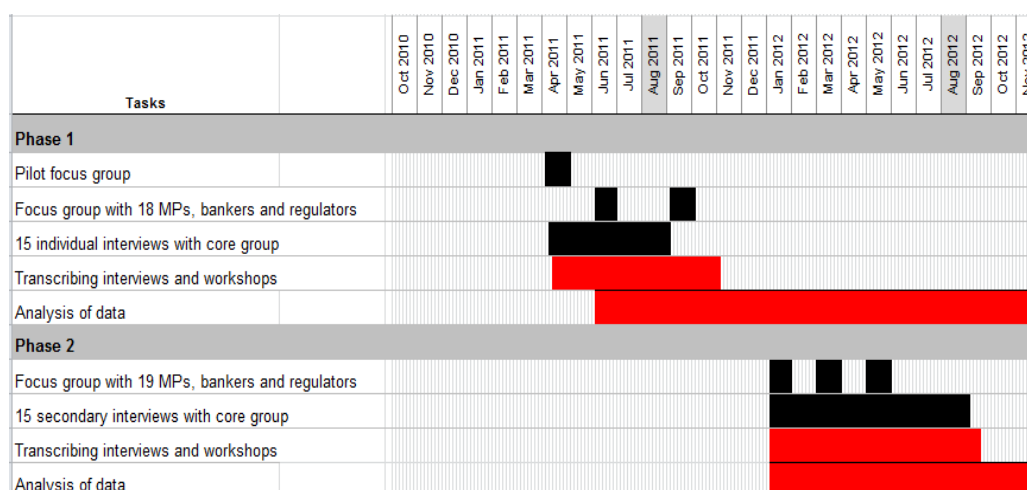 Tasks
Oct 2010
Nov 2010
Dec 2010
Jan 2011
Feb 2011
Mar 2011
Apr 2011
May 2011
Jun 2011
Jul 2011
Aug 2011
Sep 2011
Oct 2011
Nov 2011
Dec 2011
Jan 2012
Feb 2012
Mar 2012
Apr 2012
May 2012
Jun 2012
Jul 2012
Aug 2012
Sep 2012
Oct 2012
Phase 1
Pilot focus group
Focus group with 18 MPs, bankers and regulators
15 individual interviews with core group
Transcribing interviews and workshops
Analysis of data
Phase 2
Focus group with 19 MPs, bankers and regulators
15 secondary interviews with core group
Transcribing interviews and workshops
Analysis of data